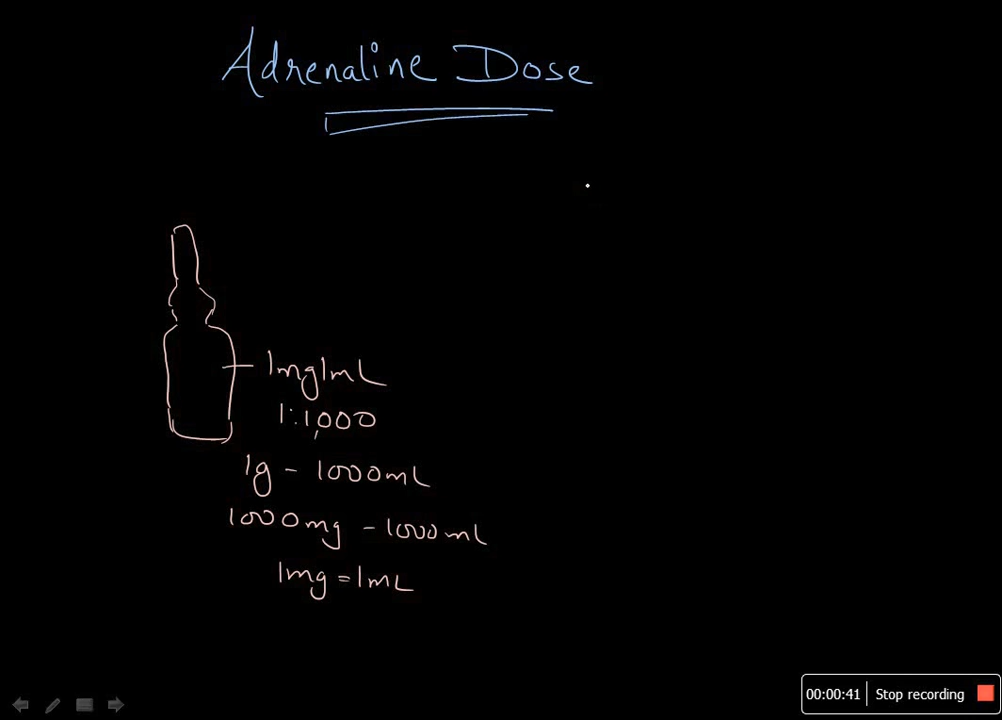 Adrenaline Dose
1mg/mL
1:1,000
1g - 1000mL
1000mg - 1000mL
1mg = 1mL
00:00:41 Stop recording